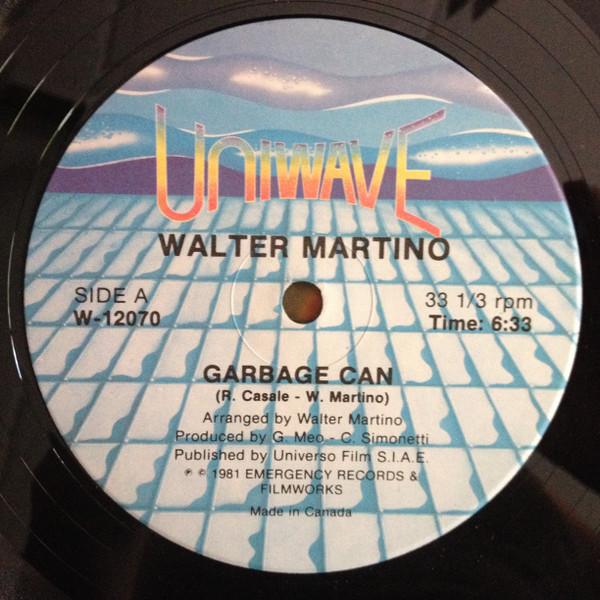 UNIWAVE
WALTER MARTINO
SIDE A
W-12070
33 1/3 rpm
Time: 6:33
GARBAGE CAN
(R. Casale - W. Martino)
Arranged by Walter Martino
Produced by G. Meo - C. Simonetti
Published by Universo Film S.I.A.E.
℗ © 1981 EMERGENCY RECORDS &
FILMWORKS
Made in Canada